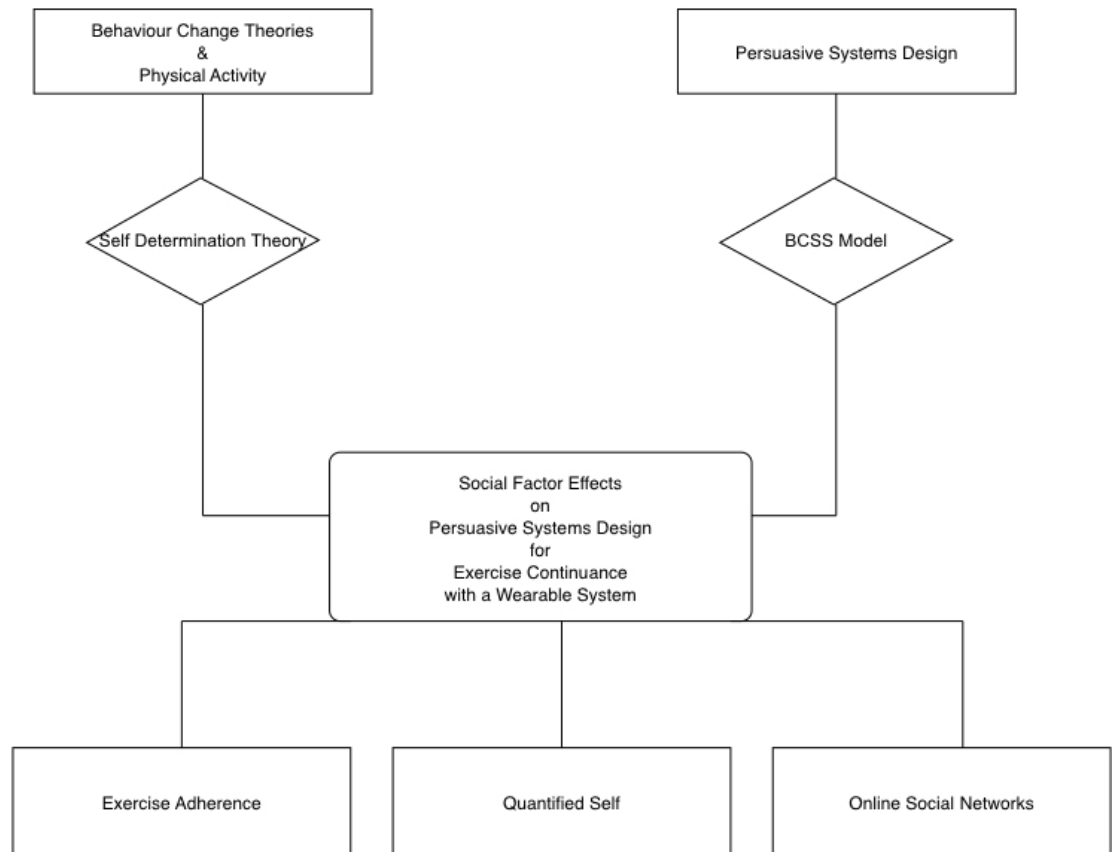 Behaviour Change Theories
&
Physical Activity
Persuasive Systems Design
Self Determination Theory
BCSS Model
Social Factor Effects
on
Persuasive Systems Design
for
Exercise Continuance
with a Wearable System
Exercise Adherence
Quantified Self
Online Social Networks